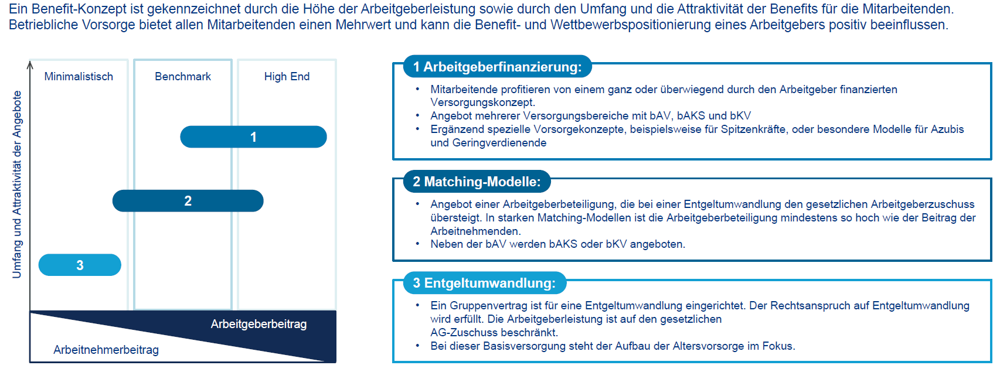 Ein Benefit-Konzept ist gekennzeichnet durch die Höhe der Arbeitgeberleistung sowie durch den Umfang und die Attraktivität der Benefits für die Mitarbeitenden.
Betriebliche Vorsorge bietet allen Mitarbeitenden einen Mehrwert und kann die Benefit- und Wettbewerbspositionierung eines Arbeitgebers positiv beeinflussen.
Umfang und Attraktivität der Angebote
Minimalistisch
Benchmark
High End
1
2
3
Arbeitgeberbeitrag
Arbeitnehmerbeitrag
1 Arbeitgeberfinanzierung:
• Mitarbeitende profitieren von einem ganz oder überwiegend durch den Arbeitgeber finanzierten
Versorgungskonzept.
• Angebot mehrerer Versorgungsbereiche mit bAV, bAKS und bKV
• Ergänzend spezielle Vorsorgekonzepte, beispielsweise für Spitzenkräfte, oder besondere Modelle für Azubis
und Geringverdienende
2 Matching-Modelle:
• Angebot einer Arbeitgeberbeteiligung, die bei einer Entgeltumwandlung den gesetzlichen Arbeitgeberzuschuss
übersteigt. In starken Matching-Modellen ist die Arbeitgeberbeteiligung mindestens so hoch wie der Beitrag der
Arbeitnehmenden.
• Neben der bAV werden bAKS oder bKV angeboten.
3 Entgeltumwandlung:
• Ein Gruppenvertrag ist für eine Entgeltumwandlung eingerichtet. Der Rechtsanspruch auf Entgeltumwandlung
wird erfüllt. Die Arbeitgeberleistung ist auf den gesetzlichen
AG-Zuschuss beschränkt.
• Bei dieser Basisversorgung steht der Aufbau der Altersvorsorge im Fokus.